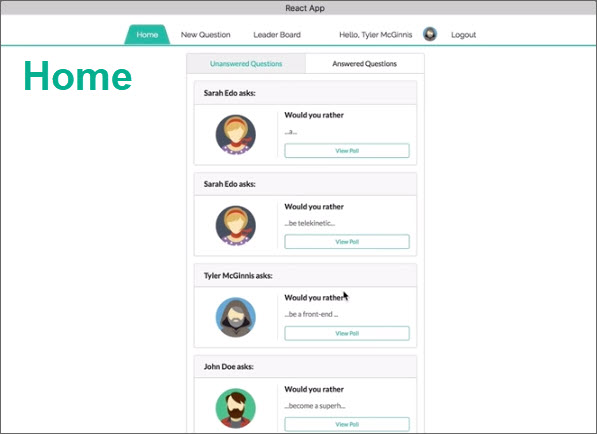 React App
Home New Question Leader Board Hello, Tyler McGinnis Logout
Home
Unanswered Questions Answered Questions
Sarah Edo asks:
Would you rather
...a...
View Poll
Sarah Edo asks:
Would you rather
...be telekinetic...
View Poll
Tyler McGinnis asks:
Would you rather
...be a front-end ...
View Poll
John Doe asks:
Would you rather
...become a superh...
View Poll